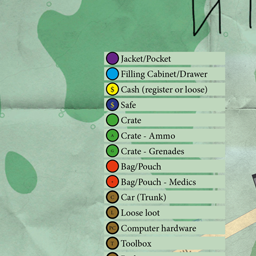 Jacket/Pocket
Filling Cabinet/Drawer
$ Cash (register or loose)
$ Safe
Crate
Crate - Ammo
Crate - Grenades
Bag/Pouch
Bag/Pouch - Medics
Car (Trunk)
Loose loot
Computer hardware
Toolbox